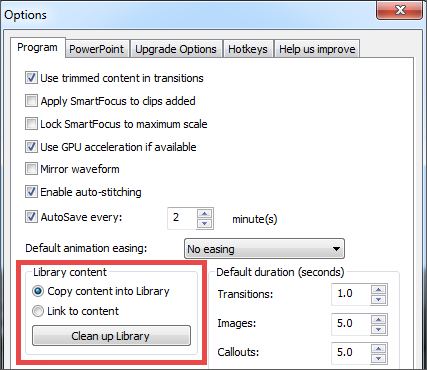 Options
Program PowerPoint Upgrade Options Hotkeys Help us improve
Use trimmed content in transitions
Apply SmartFocus to clips added
Lock SmartFocus to maximum scale
Use GPU acceleration if available
Mirror waveform
Enable auto-stitching
AutoSave every: 2 minute(s)
Default animation easing: No easing
Library content
Copy content into Library
Link to content
Clean up Library
Default duration (seconds)
Transitions: 1.0
Images: 5.0
Callouts: 5.0